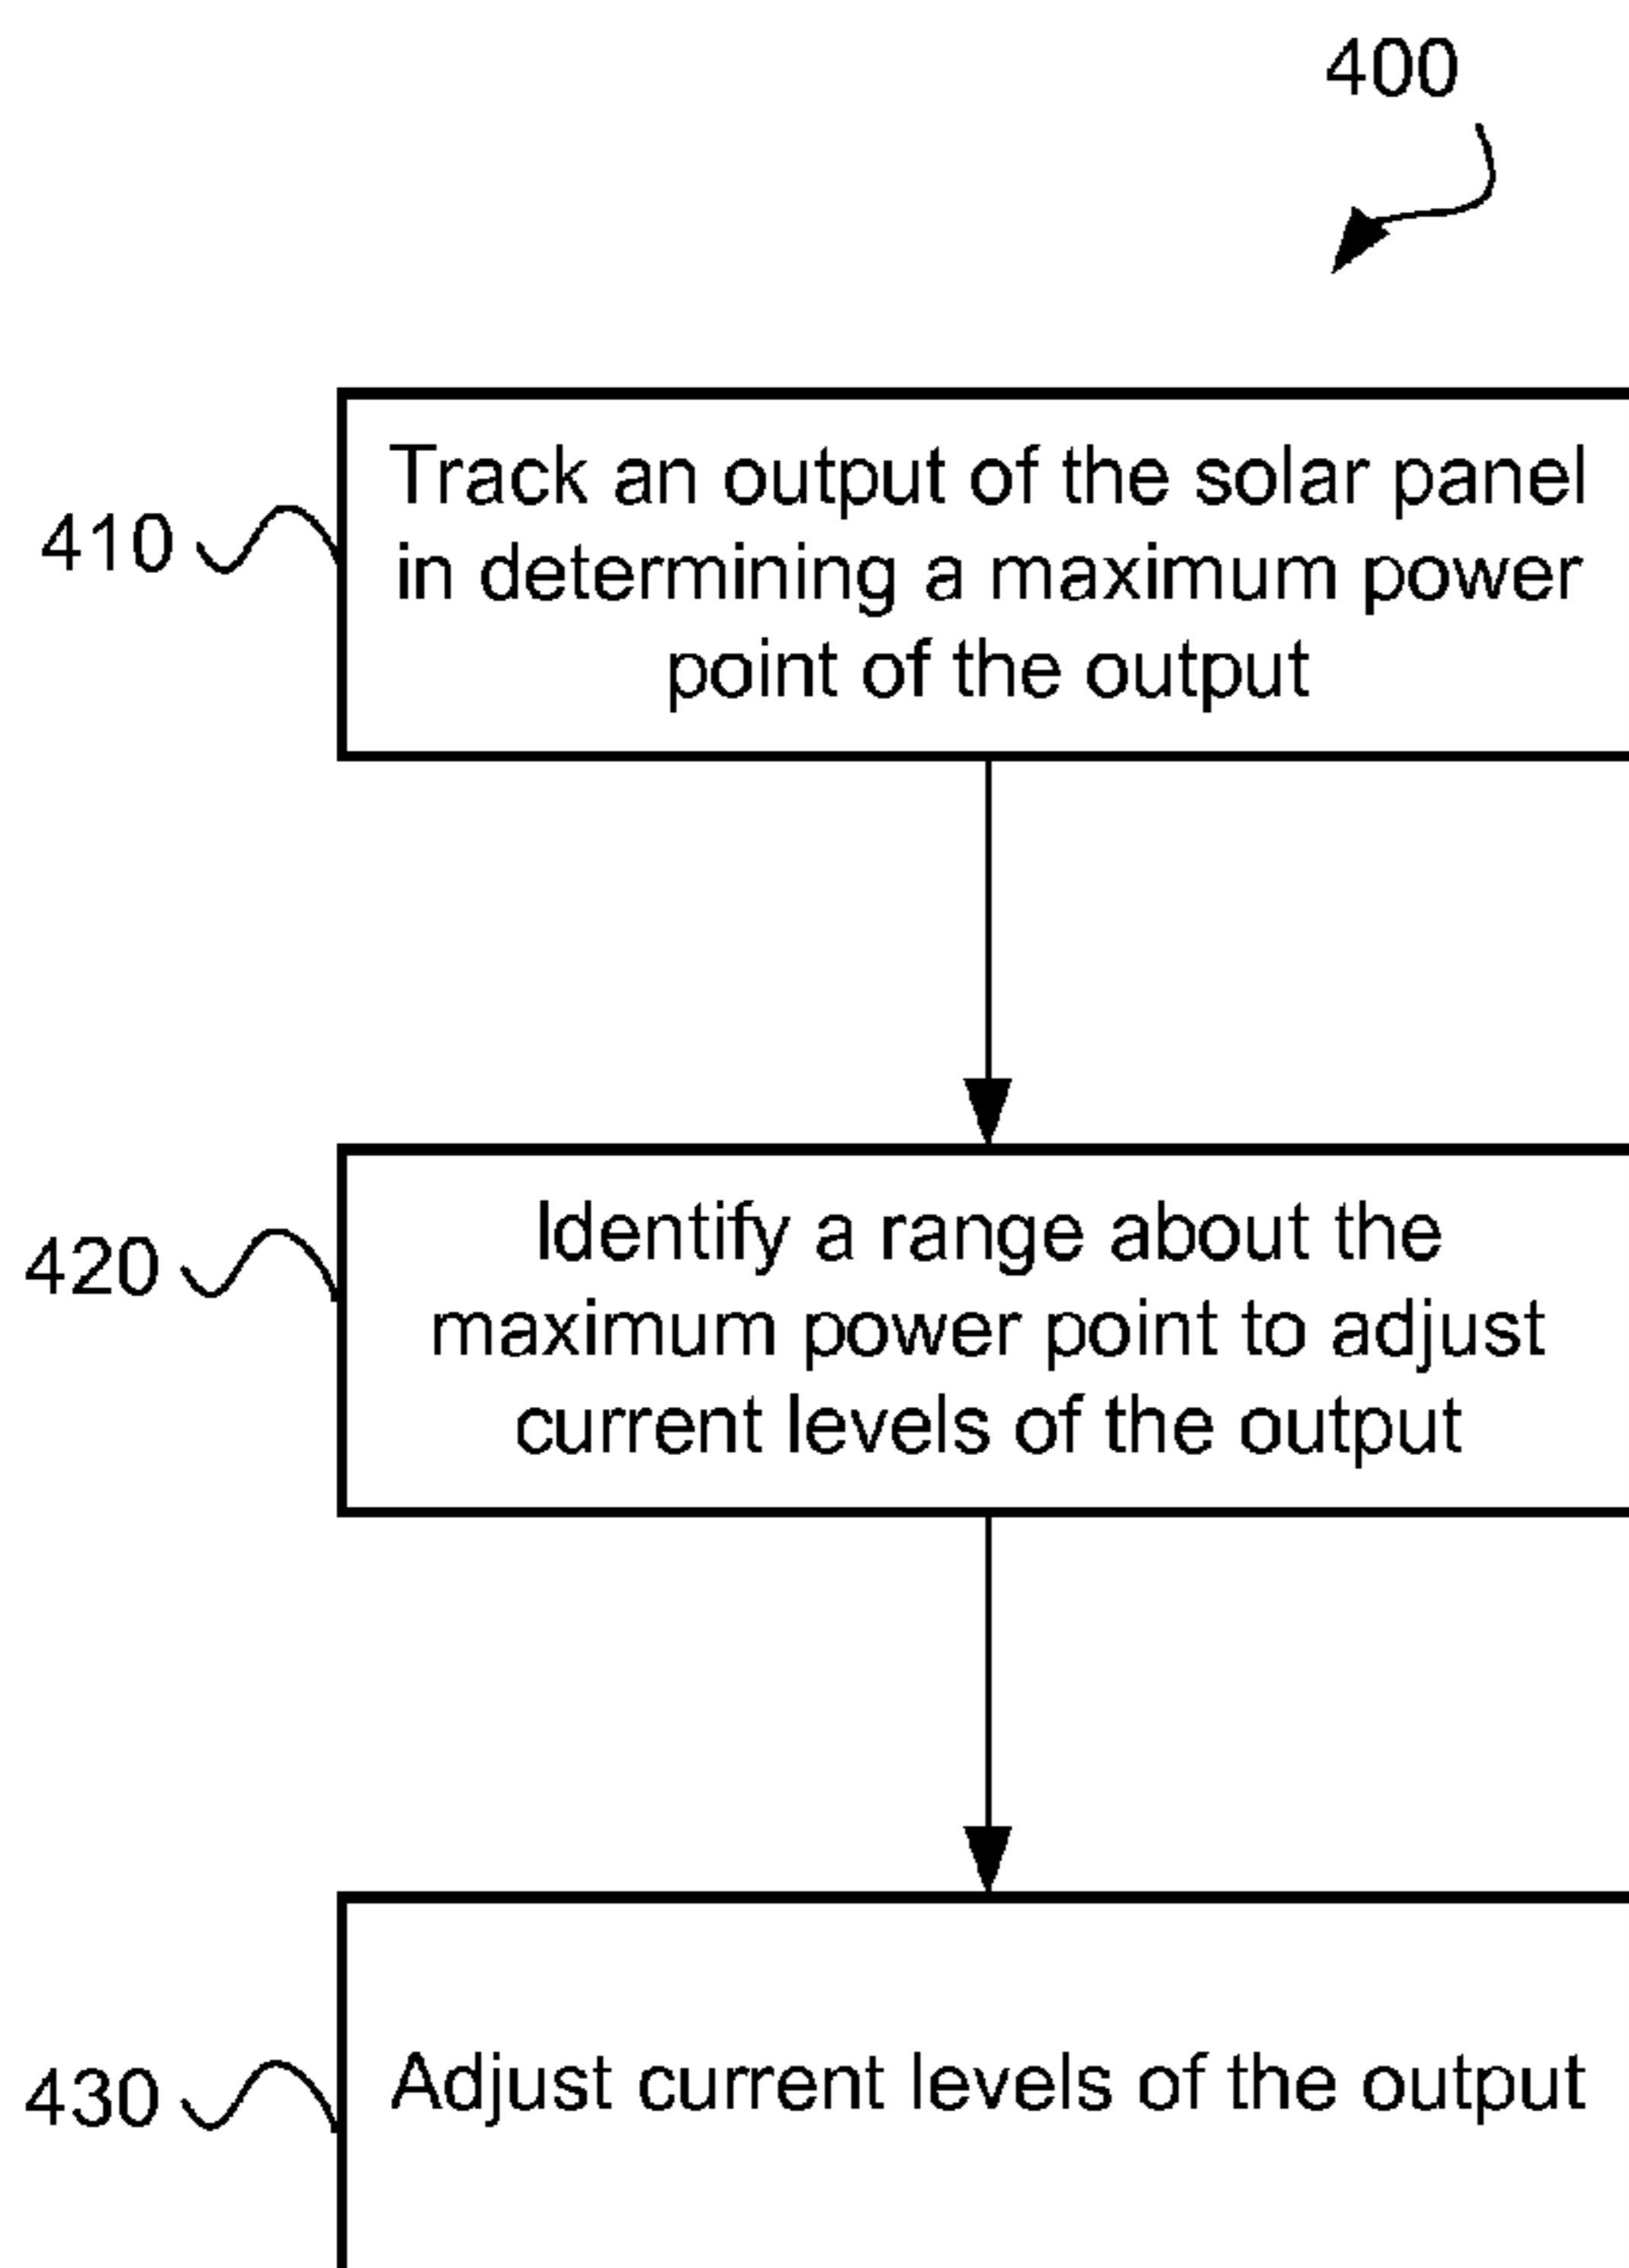 400
410
Track an output of the solar panel
in determining a maximum power
point of the output
420
Identify a range about the
maximum power point to adjust
current levels of the output
430
Adjust current levels of the output